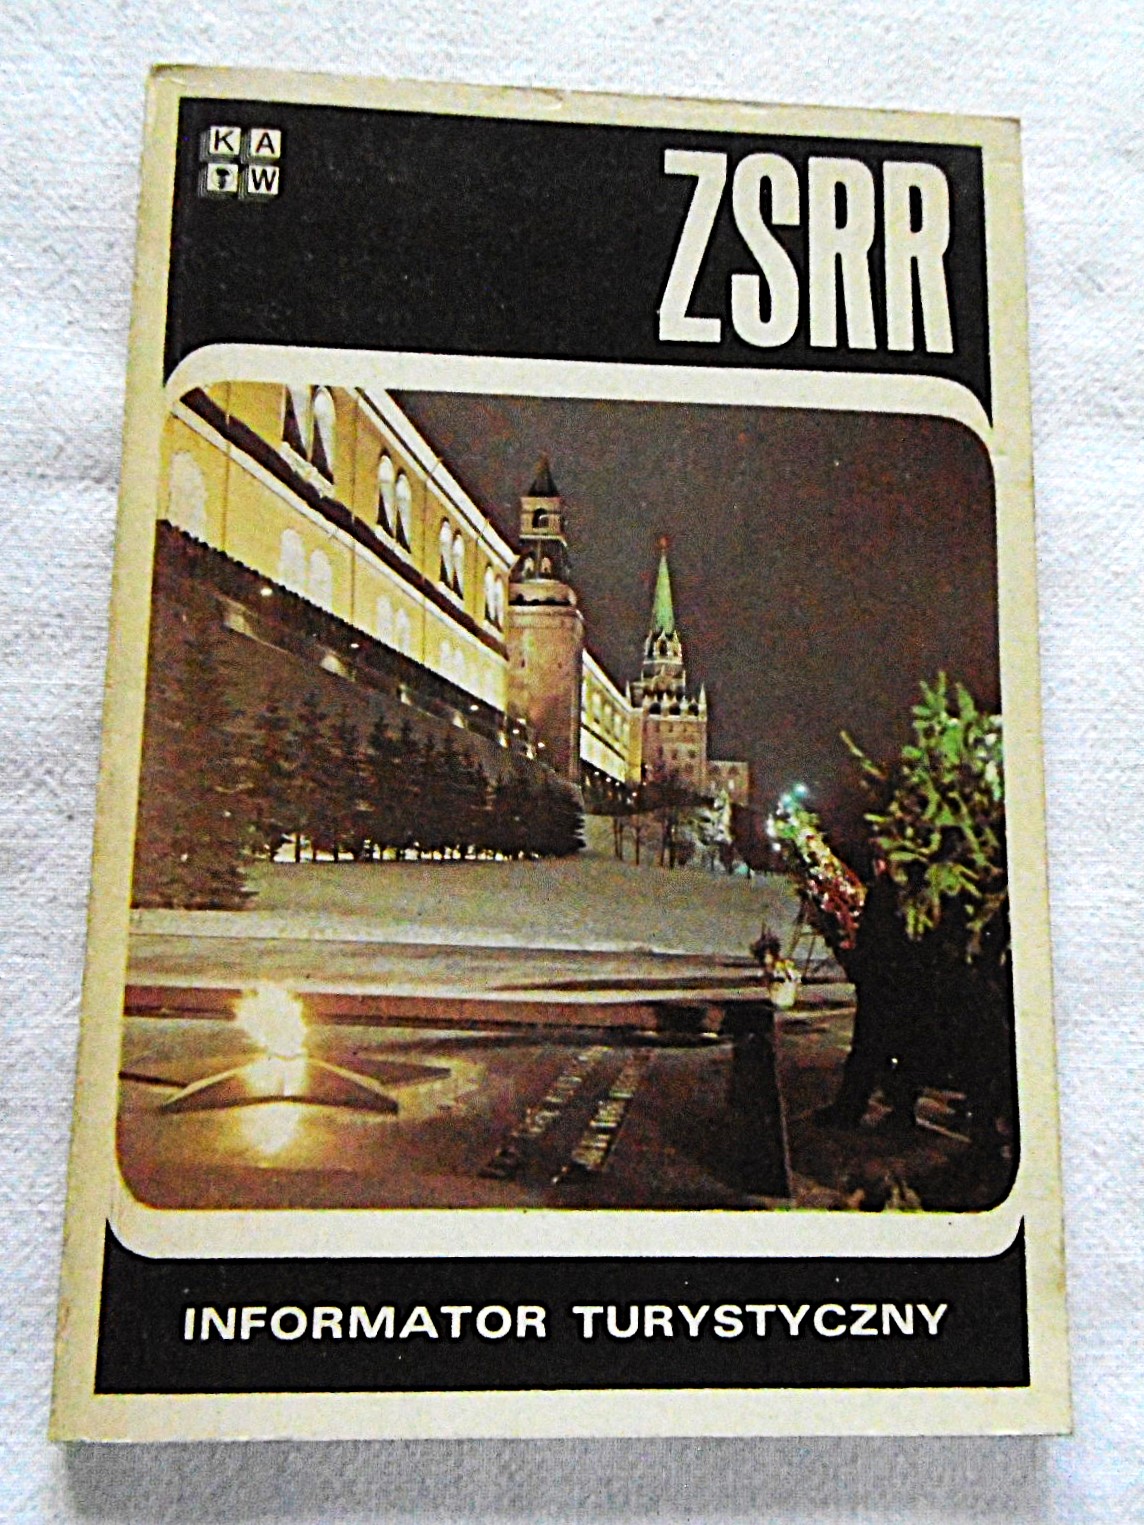 K A
W
ZSRR
INFORMATOR TURYSTYCZNY